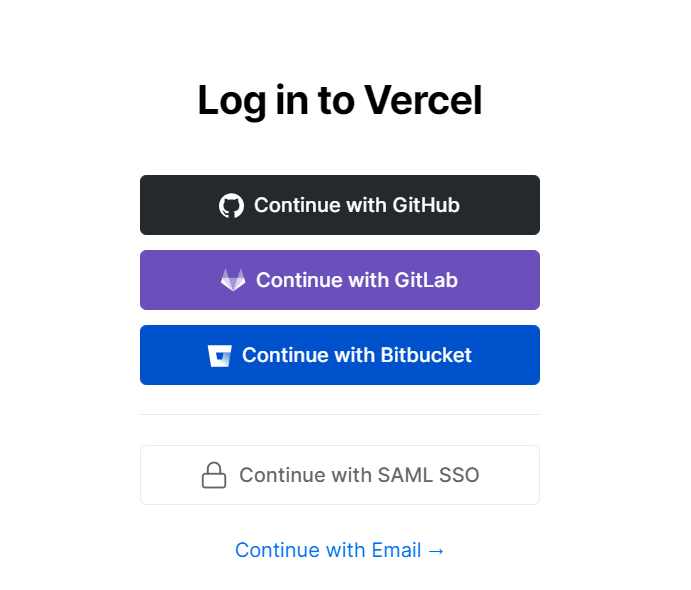 Log in to Vercel
Continue with GitHub
Continue with GitLab
Continue with Bitbucket
Continue with SAML SSO
Continue with Email →